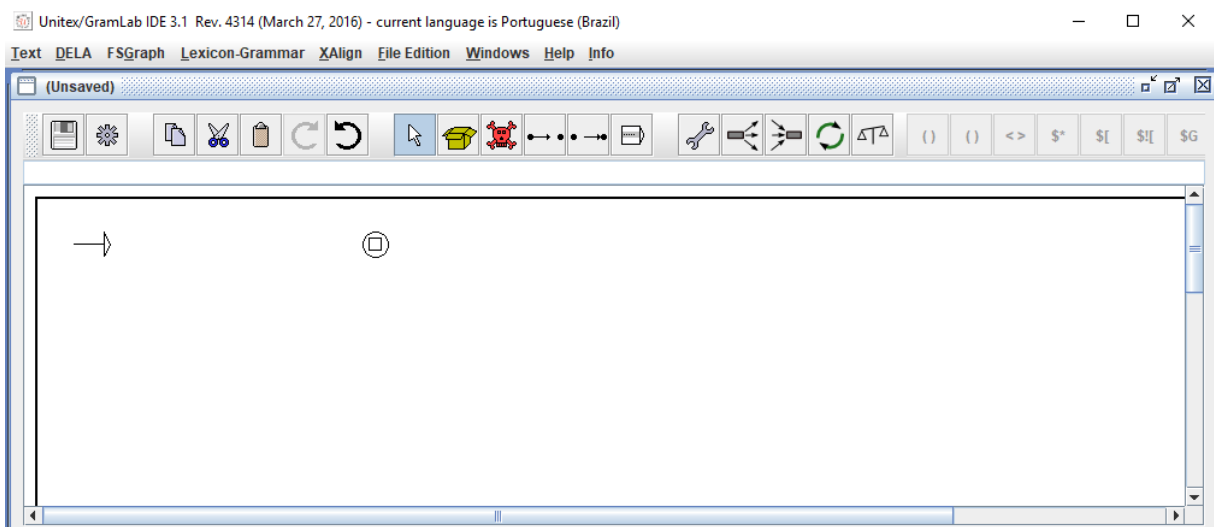 Unitex/GramLab IDE 3.1 Rev. 4314 (March 27, 2016) - current language is Portuguese (Brazil)
Text DELA FSGraph Lexicon-Grammar XAlign File Edition Windows Help Info
(Unsaved)
( ) ( ) < > $* $[ $![ $G